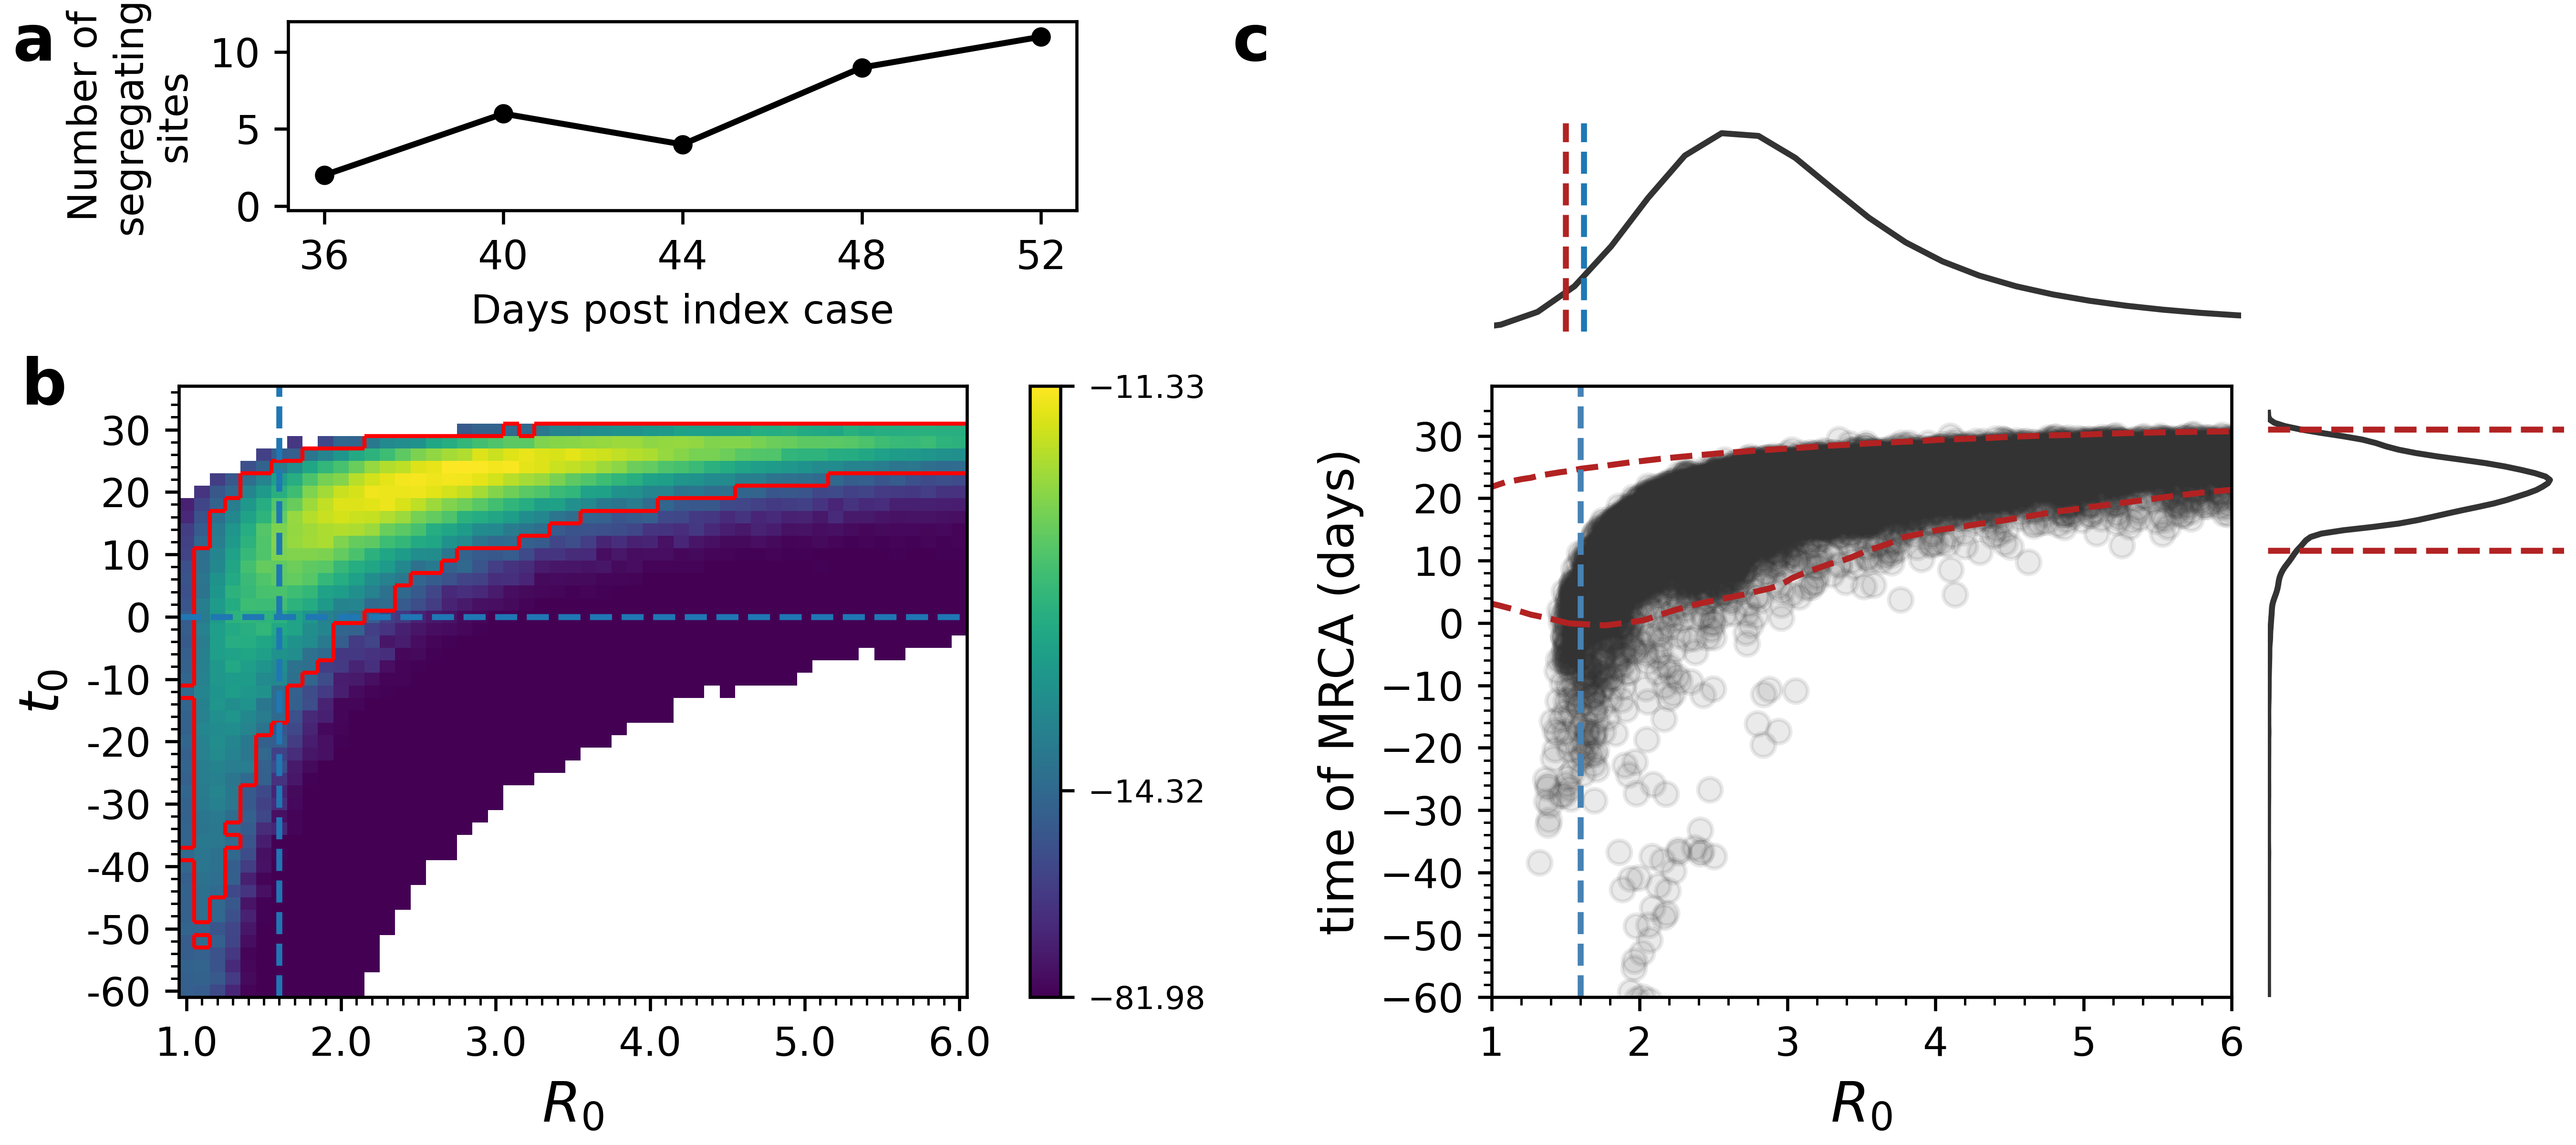 a
Number of
segregating
sites
10
5
0
36 40 44 48 52
Days post index case
b
t0
30
20
10
0
-10
-20
-30
-40
-50
-60
1.0 2.0 3.0 4.0 5.0 6.0
R0
−11.33
−14.32
−81.98
c
time of MRCA (days)
30
20
10
0
−10
−20
−30
−40
−50
−60
1 2 3 4 5 6
R0